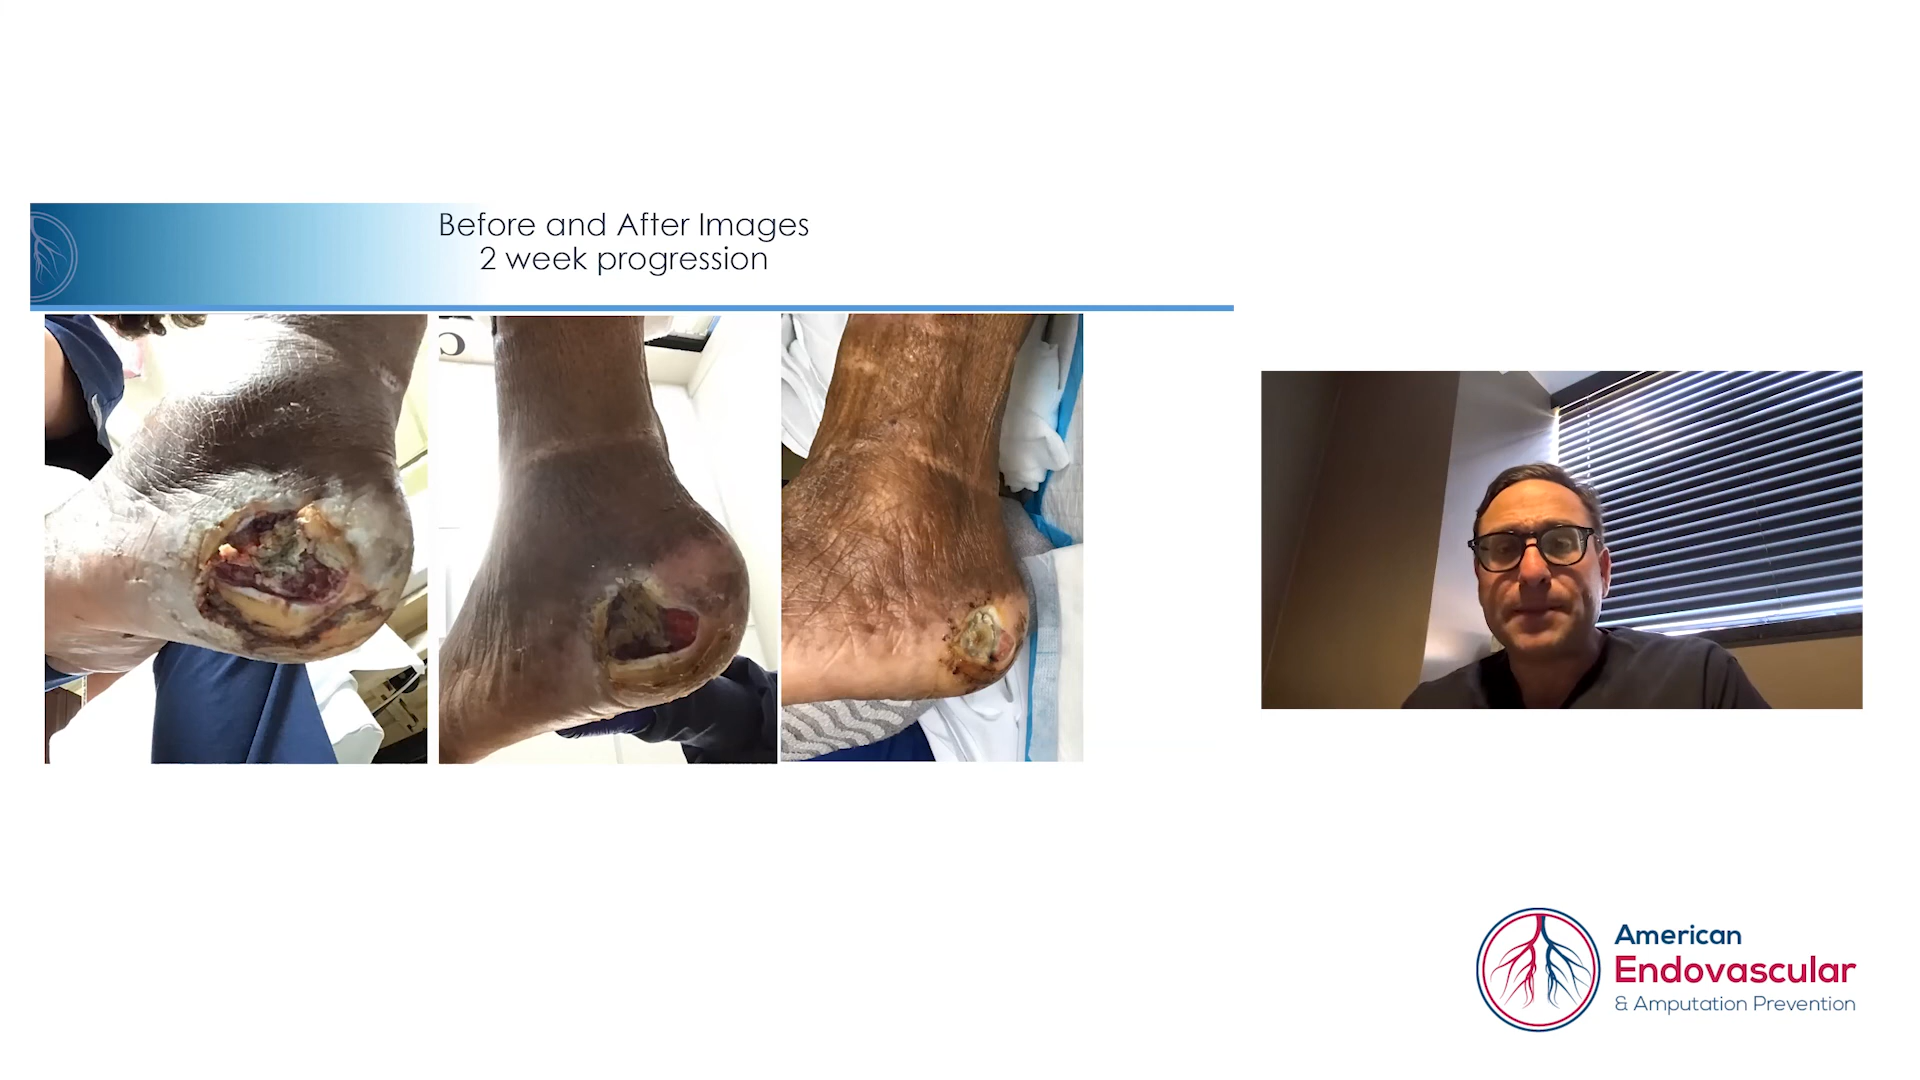 Before and After Images
2 week progression
American
Endovascular
& Amputation Prevention